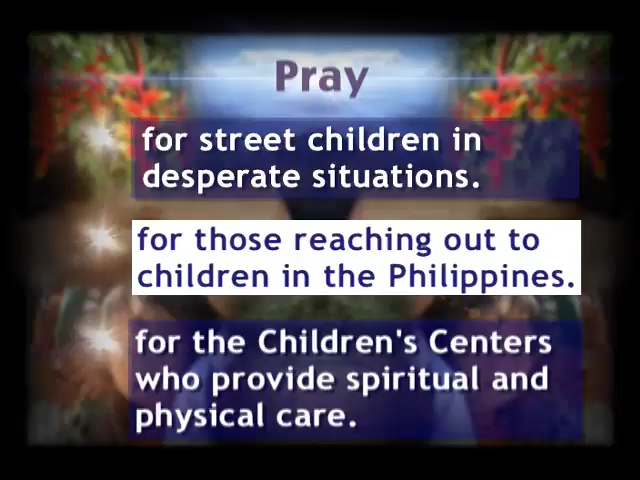 Pray
for street children in
desperate situations.
for those reaching out to
children in the Philippines.
for the Children's Centers
who provide spiritual and
physical care.